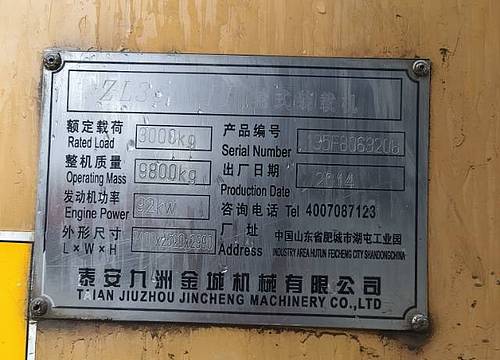 额定载荷 3000kg 产品编号
Rated Load Serial Number
整机质量 9800kg 出厂日期
Operating Mass Production Date 2014
发动机功率 92kw 咨询电话 Tel 4007087123
Engine Power
外形尺寸 厂址 中国山东省肥城市湖屯工业园
L×W×H Address INDUSTRY AREA HUTUN FEICHENG CITY SHANDONGCHINA
泰安九洲金城机械有限公司
TAIAN JIUZHOU JINCHENG MACHINERY CO.,LTD